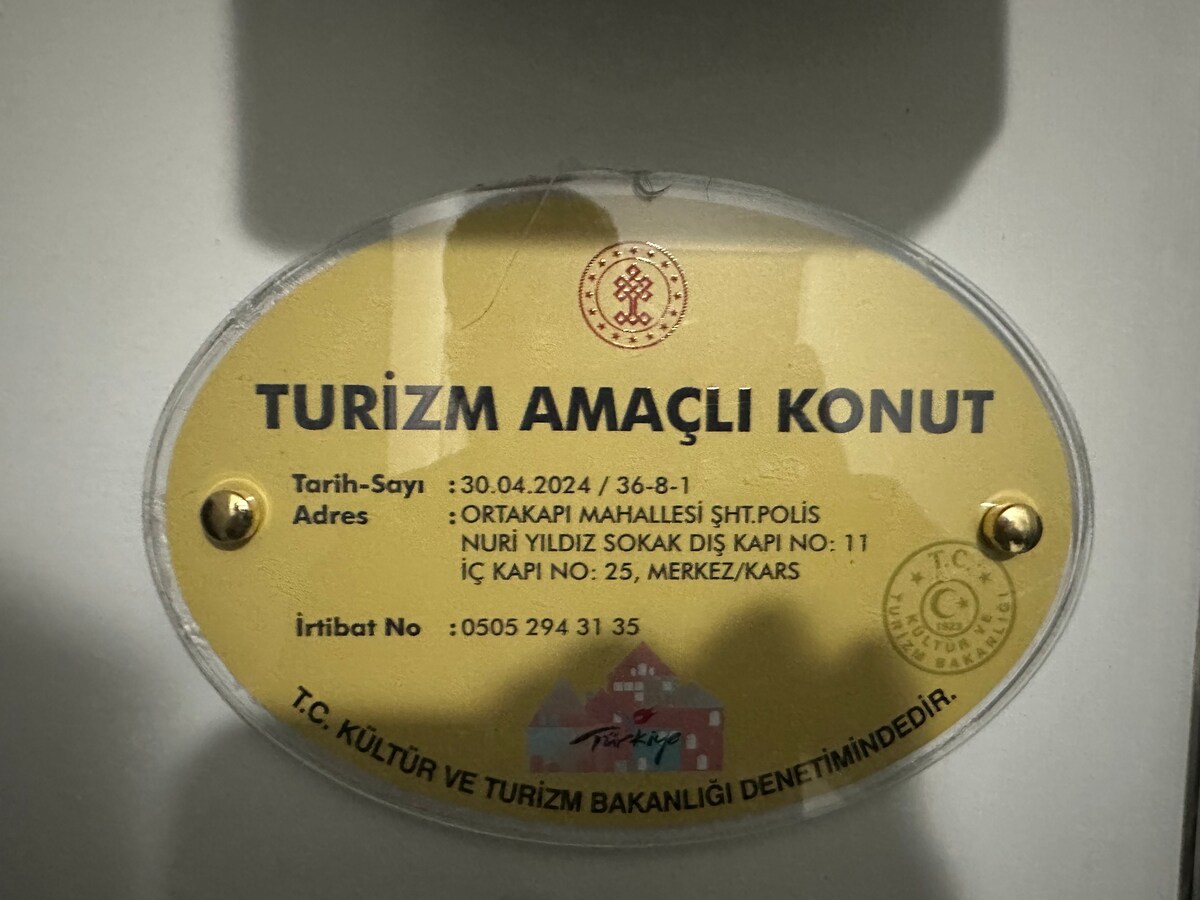 TURİZM AMAÇLI KONUT
Tarih-Sayı : 30.04.2024 / 36-8-1
Adres : ORTAKAPI MAHALLESİ ŞHT.POLİS
NURİ YILDIZ SOKAK DIŞ KAPI NO: 11
İÇ KAPI NO: 25, MERKEZ/KARS
İrtibat No : 0505 294 31 35
T.C.
KÜLTÜR VE
TURİZM BAKANLIĞI
1923
Türkiye
T.C. KÜLTÜR VE TURİZM BAKANLIĞI DENETİMİNDEDİR.